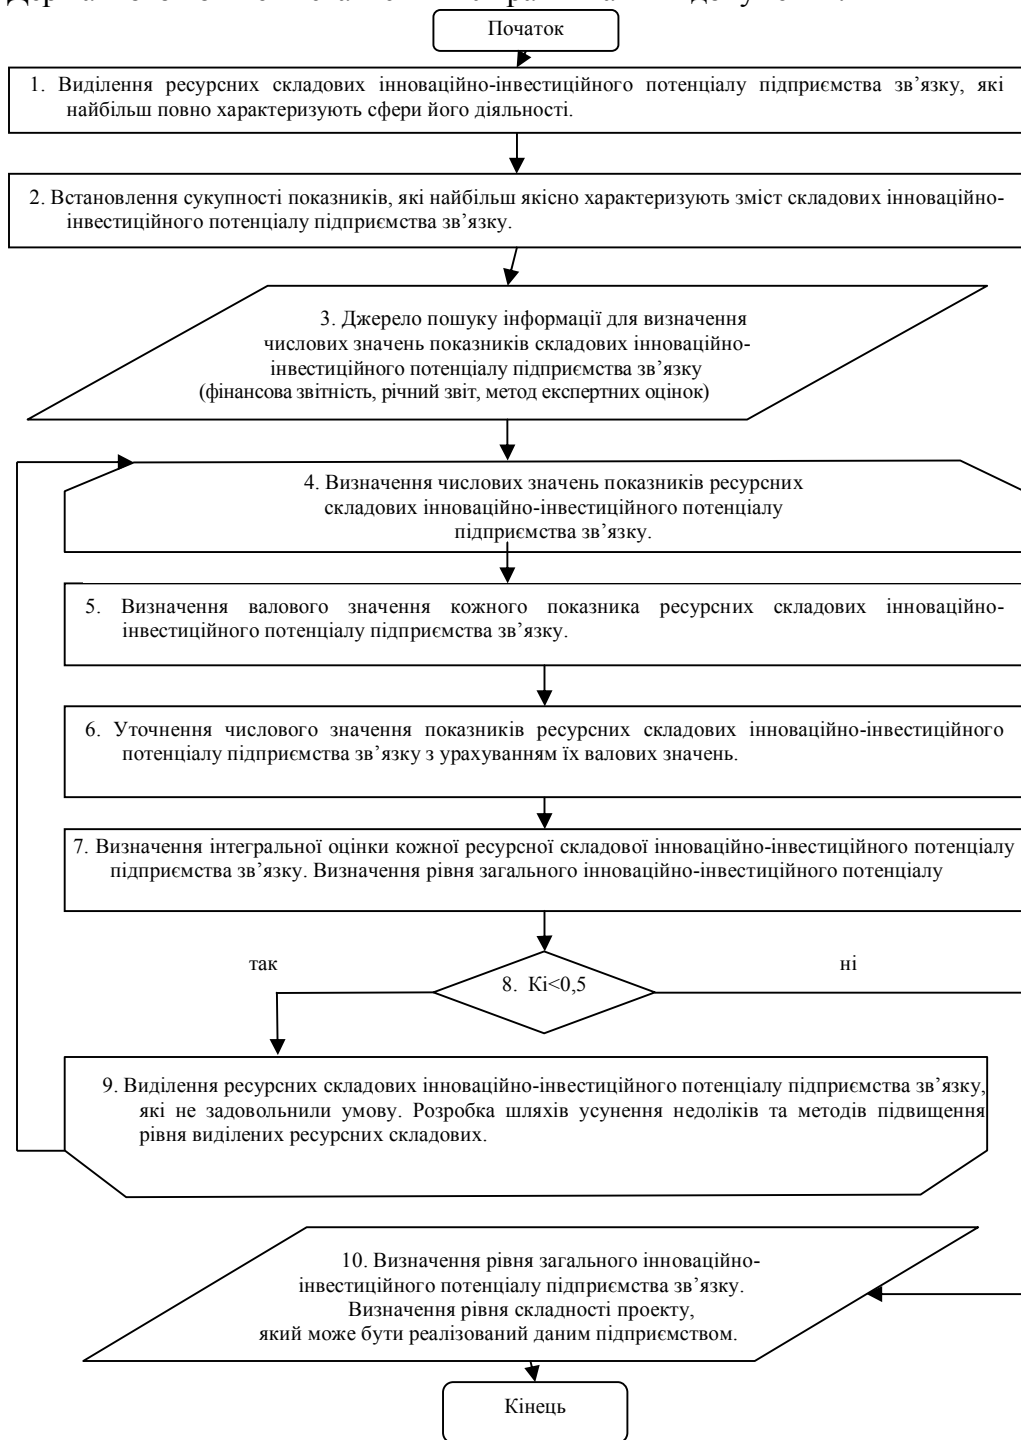 Початок
1. Виділення ресурсних складових інноваційно-інвестиційного потенціалу підприємства зв’язку, які
найбільш повно характеризують сфери його діяльності.
2. Встановлення сукупності показників, які найбільш якісно характеризують зміст складових інноваційно-
інвестиційного потенціалу підприємства зв’язку.
3. Джерело пошуку інформації для визначення
числових значень показників складових інноваційно-
інвестиційного потенціалу підприємства зв’язку
(фінансова звітність, річний звіт, метод експертних оцінок)
4. Визначення числових значень показників ресурсних
складових інноваційно-інвестиційного потенціалу
підприємства зв’язку.
5. Визначення валового значення кожного показника ресурсних складових інноваційно-
інвестиційного потенціалу підприємства зв’язку.
6. Уточнення числового значення показників ресурсних складових інноваційно-інвестиційного
потенціалу підприємства зв’язку з урахуванням їх валових значень.
7. Визначення інтегральної оцінки кожної ресурсної складової інноваційно-інвестиційного потенціалу
підприємства зв’язку. Визначення рівня загального інноваційно-інвестиційного потенціалу
так
ні
8. Кі<0,5
9. Виділення ресурсних складових інноваційно-інвестиційного потенціалу підприємства зв’язку,
які не задовольнили умову. Розробка шляхів усунення недоліків та методів підвищення
рівня виділених ресурсних складових.
10. Визначення рівня загального інноваційно-
інвестиційного потенціалу підприємства зв’язку.
Визначення рівня складності проекту,
який може бути реалізований даним підприємством.
Кінець